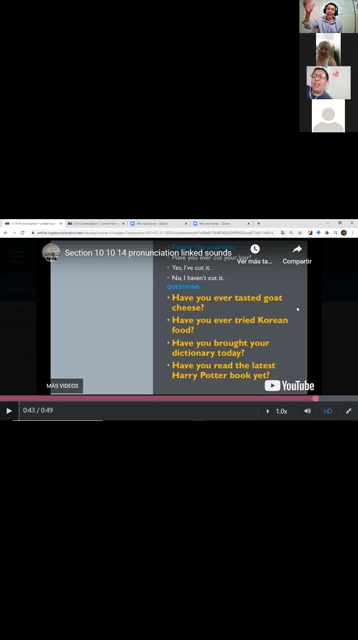 Section 10 10 14 pronunciation linked sounds
Ver más ta...
Compartir
Have you ever cut your hair?
• Yes, I've cut it.
• No, I haven't cut it.
QUESTIONS:
• Have you ever tasted goat
cheese?
• Have you ever tried Korean
food?
• Have you brought your
dictionary today?
• Have you read the latest
Harry Potter book yet?
MÁS VIDEOS
YouTube
0:43 / 0:49
1.0x
HD